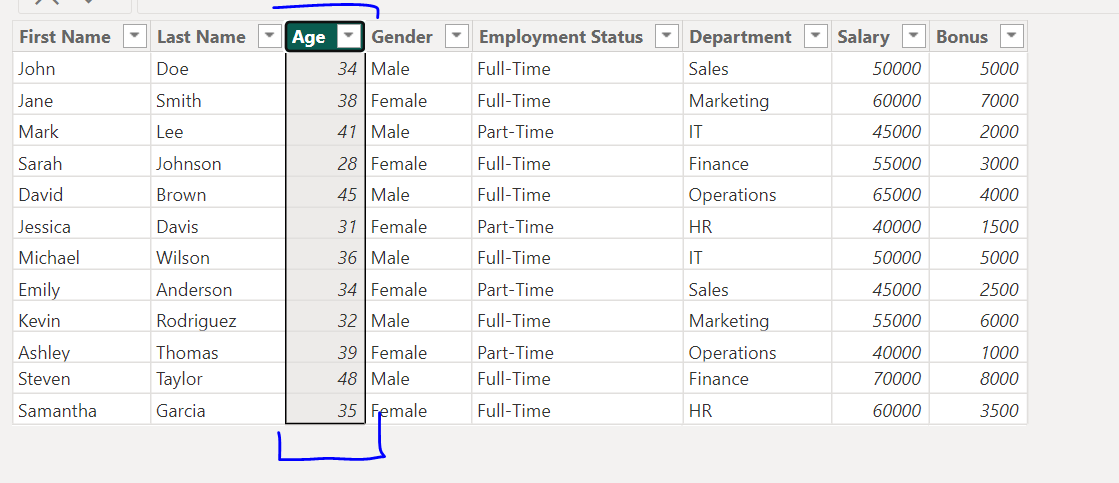 First Name Last Name Age Gender Employment Status Department Salary Bonus
John Doe 34 Male Full-Time Sales 50000 5000
Jane Smith 38 Female Full-Time Marketing 60000 7000
Mark Lee 41 Male Part-Time IT 45000 2000
Sarah Johnson 28 Female Full-Time Finance 55000 3000
David Brown 45 Male Full-Time Operations 65000 4000
Jessica Davis 31 Female Part-Time HR 40000 1500
Michael Wilson 36 Male Full-Time IT 50000 5000
Emily Anderson 34 Female Part-Time Sales 45000 2500
Kevin Rodriguez 32 Male Full-Time Marketing 55000 6000
Ashley Thomas 39 Female Part-Time Operations 40000 1000
Steven Taylor 48 Male Full-Time Finance 70000 8000
Samantha Garcia 35 Female Full-Time HR 60000 3500